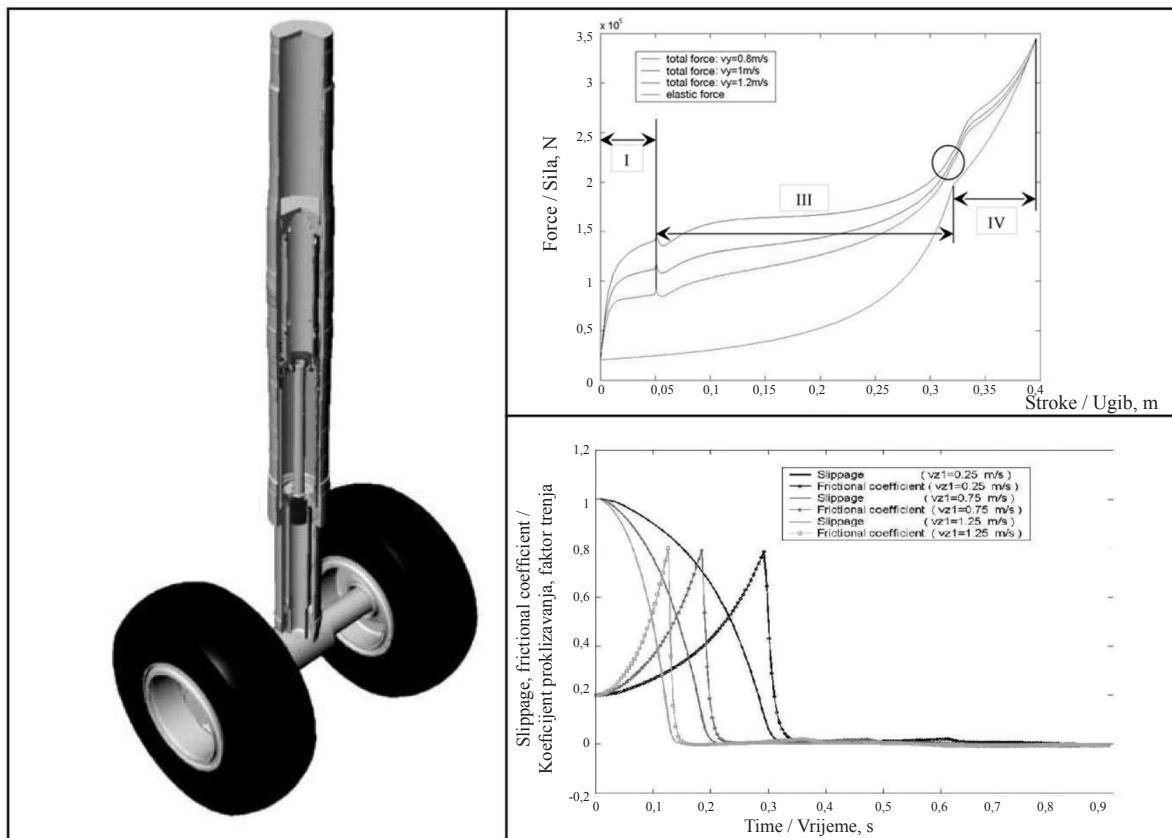 x 10⁵
3,5
3
2,5
2
1,5
1
0,5
0
Force / Sila, N
total force: vy=0.8m/s
total force: vy=1m/s
total force: vy=1.2m/s
elastic force
I
III
IV
0
0,05
0,1
0,15
0,2
0,25
0,3
0,35
0,4
Stroke / Ugib, m
1,2
1
0,8
0,6
0,4
0,2
0
-0,2
Slippage, frictional coefficient /
Koeficijent proklizavanja, faktor trenja
Slippage ( vz1=0.25 m/s)
Frictional coefficient ( vz1=0.25 m/s)
Slippage ( vz1=0.75 m/s)
Frictional coefficient ( vz1=0.75 m/s)
Slippage ( vz1=1.25 m/s)
Frictional coefficient ( vz1=1.25 m/s)
0
0,1
0,2
0,3
0,4
0,5
0,6
0,7
0,8
0,9
Time / Vrijeme, s